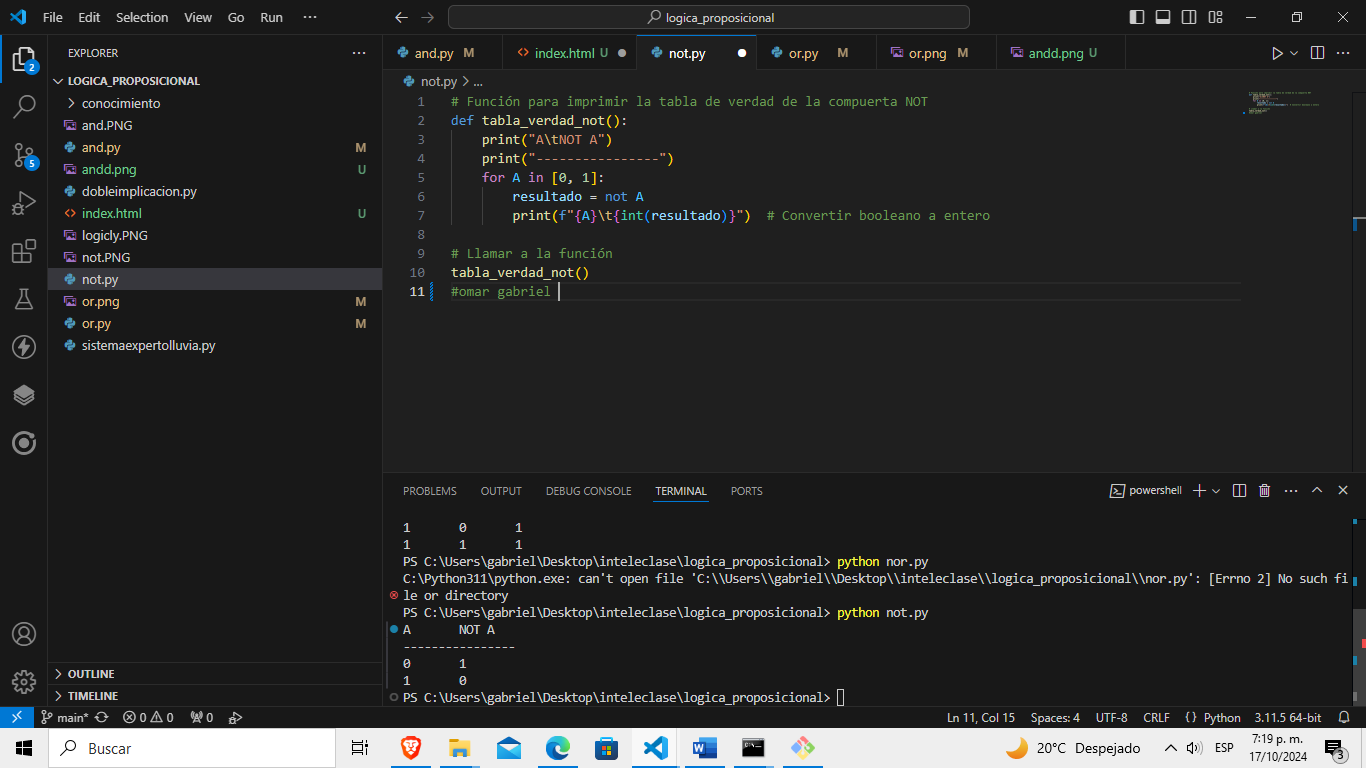 File Edit Selection View Go Run ···
logica_proposicional
EXPLORER ···
and.py M
index.html U
not.py
or.py M
or.png M
andd.png U
LOGICA_PROPOSICIONAL
conocimiento
and.PNG
and.py M
andd.png U
dobleimplicacion.py
index.html U
logicly.PNG
not.PNG
not.py
or.png M
or.py M
sistemaexpertolluvia.py
OUTLINE
TIMELINE
2
5
not.py > ...
1 # Función para imprimir la tabla de verdad de la compuerta NOT
2 def tabla_verdad_not():
3 print("A\tNOT A")
4 print("----------------")
5 for A in [0, 1]:
6 resultado = not A
7 print(f"{A}\t{int(resultado)}") # Convertir booleano a entero
8
9 # Llamar a la función
10 tabla_verdad_not()
11 #omar gabriel
PROBLEMS OUTPUT DEBUG CONSOLE TERMINAL PORTS
powershell
1 0 1
1 1 1
PS C:\Users\gabriel\Desktop\inteleclase\logica_proposicional> python nor.py
C:\Python311\python.exe: can't open file 'C:\\Users\\gabriel\\Desktop\\inteleclase\\logica_proposicional\\nor.py': [Errno 2] No such fi
le or directory
PS C:\Users\gabriel\Desktop\inteleclase\logica_proposicional> python not.py
A NOT A
----------------
0 1
1 0
PS C:\Users\gabriel\Desktop\inteleclase\logica_proposicional>
main* 0 0 0
Ln 11, Col 15 Spaces: 4 UTF-8 CRLF {} Python 3.11.5 64-bit
Buscar
20°C Despejado
ESP
7:19 p. m.
17/10/2024
3